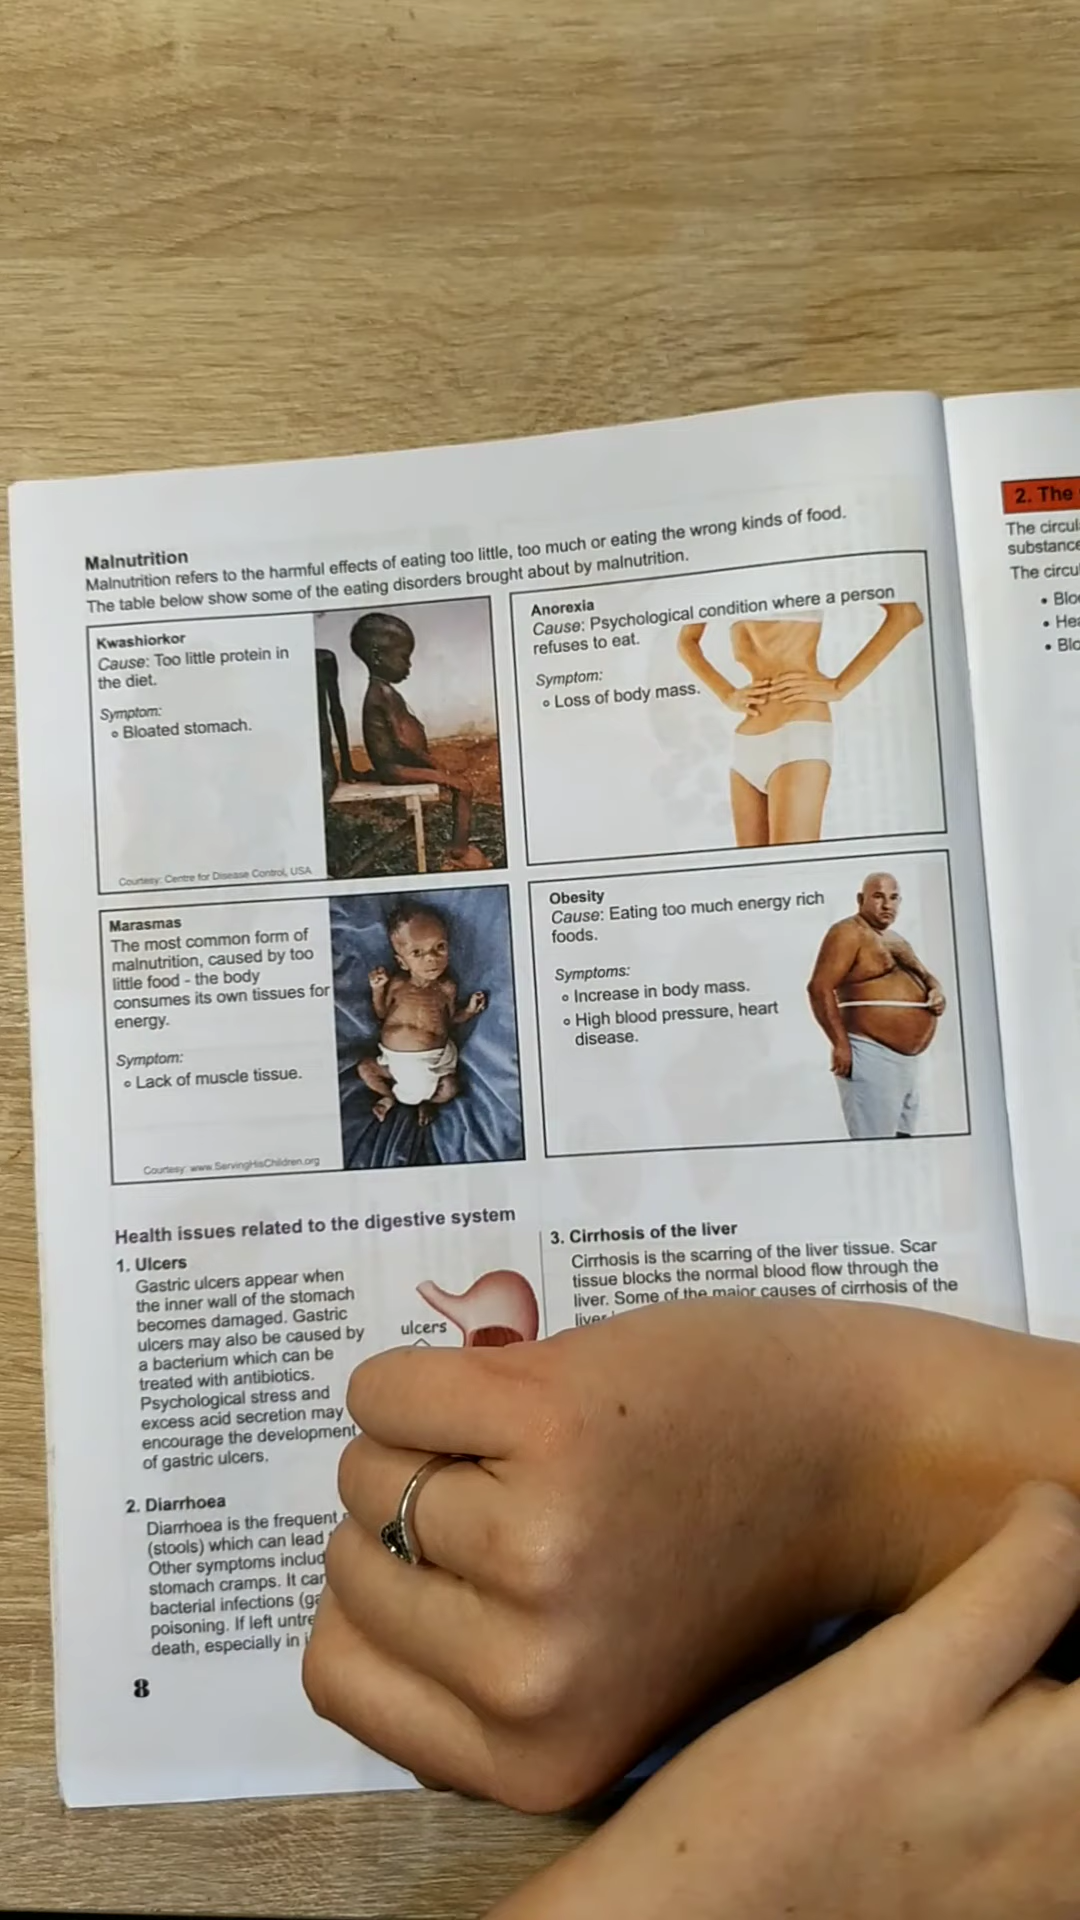 Malnutrition
Malnutrition refers to the harmful effects of eating too little, too much or eating the wrong kinds of food.
The table below show some of the eating disorders brought about by malnutrition.
Kwashiorkor
Cause: Too little protein in
the diet.
Symptom:
∘ Bloated stomach.
Courtesy: Centre for Disease Control, USA
Anorexia
Cause: Psychological condition where a person
refuses to eat.
Symptom:
∘ Loss of body mass.
Marasmas
The most common form of
malnutrition, caused by too
little food - the body
consumes its own tissues for
energy.
Symptom:
∘ Lack of muscle tissue.
Courtesy: www.ServingHisChildren.org
Obesity
Cause: Eating too much energy rich
foods.
Symptoms:
∘ Increase in body mass.
∘ High blood pressure, heart
disease.
Health issues related to the digestive system
1. Ulcers
Gastric ulcers appear when
the inner wall of the stomach
becomes damaged. Gastric
ulcers may also be caused by
a bacterium which can be
treated with antibiotics.
Psychological stress and
excess acid secretion may
encourage the development
of gastric ulcers.
ulcers
2. Diarrhoea
Diarrhoea is the frequent
(stools) which can lead
Other symptoms includ
stomach cramps. It can
bacterial infections (ga
poisoning. If left untre
death, especially in
3. Cirrhosis of the liver
Cirrhosis is the scarring of the liver tissue. Scar
tissue blocks the normal blood flow through the
liver. Some of the major causes of cirrhosis of the
liver
8
2. The
The circul
substance
The circu
• Blo
• Hea
• Blo